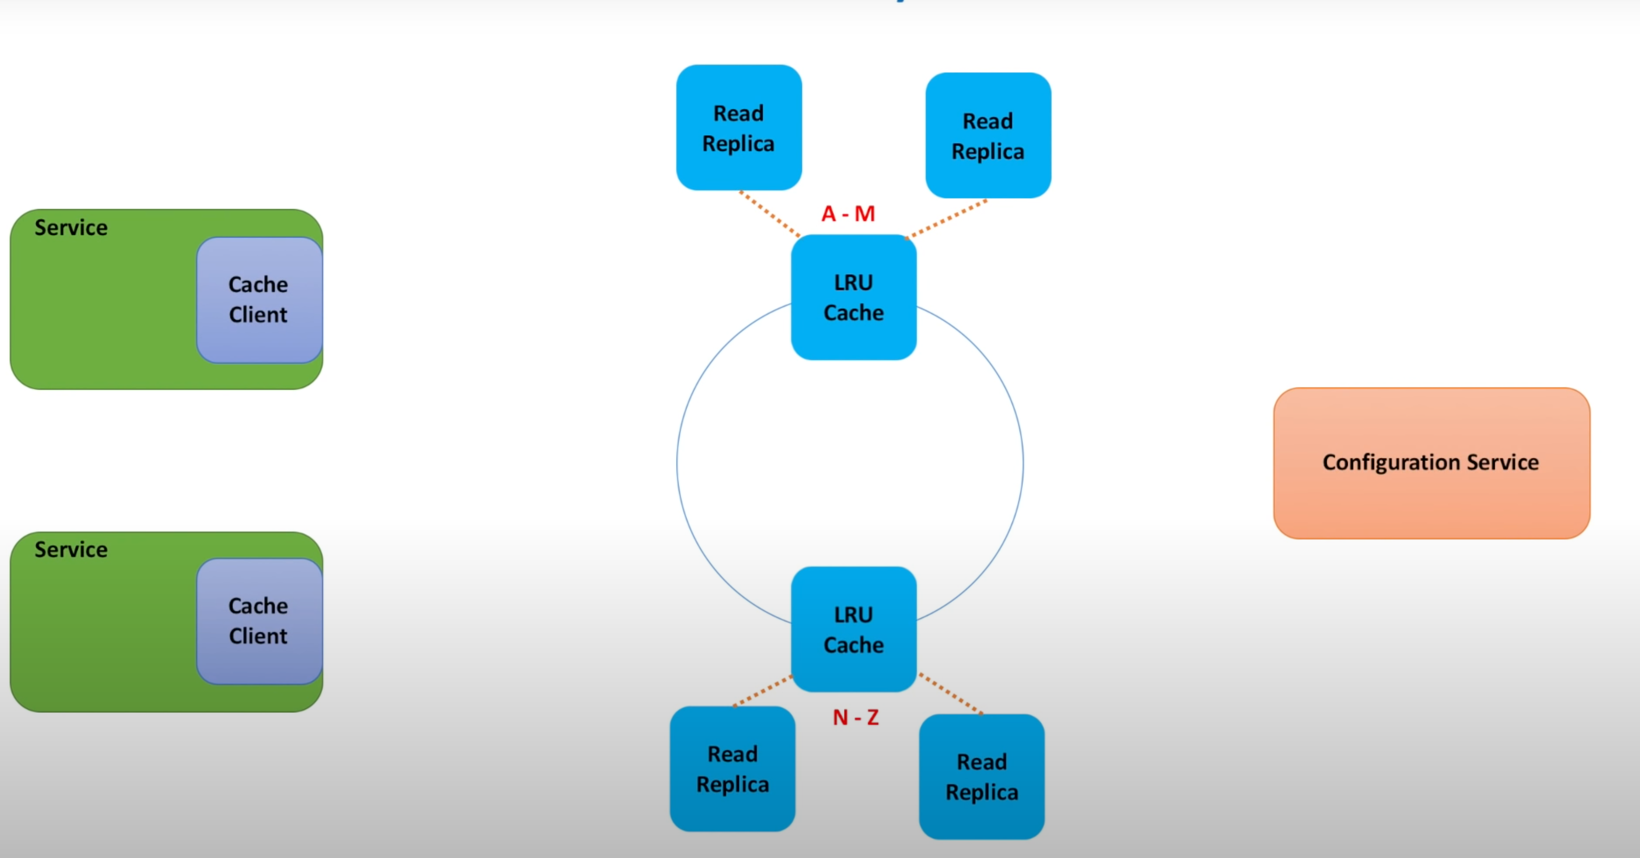 Read
Replica
Read
Replica
A - M
Service
Cache
Client
LRU
Cache
Configuration Service
Service
Cache
Client
LRU
Cache
N - Z
Read
Replica
Read
Replica